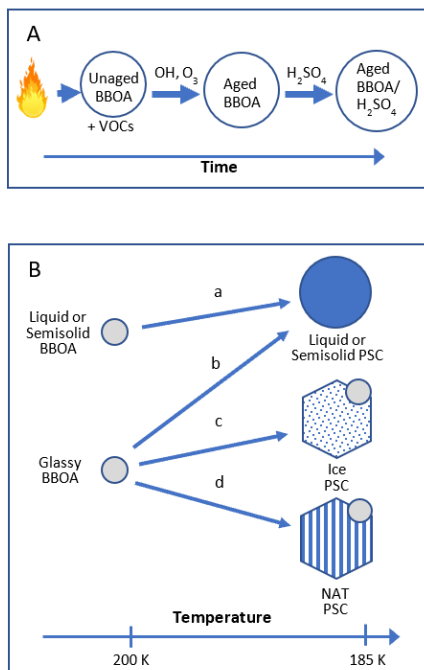 A
Unaged
BBOA
+ VOCs
OH, O₃
Aged
BBOA
H₂SO₄
Aged
BBOA/
H₂SO₄
Time
B
Liquid or
Semisolid
BBOA
a
Liquid or
Semisolid PSC
b
Glassy
BBOA
c
Ice
PSC
d
NAT
PSC
Temperature
200 K
185 K